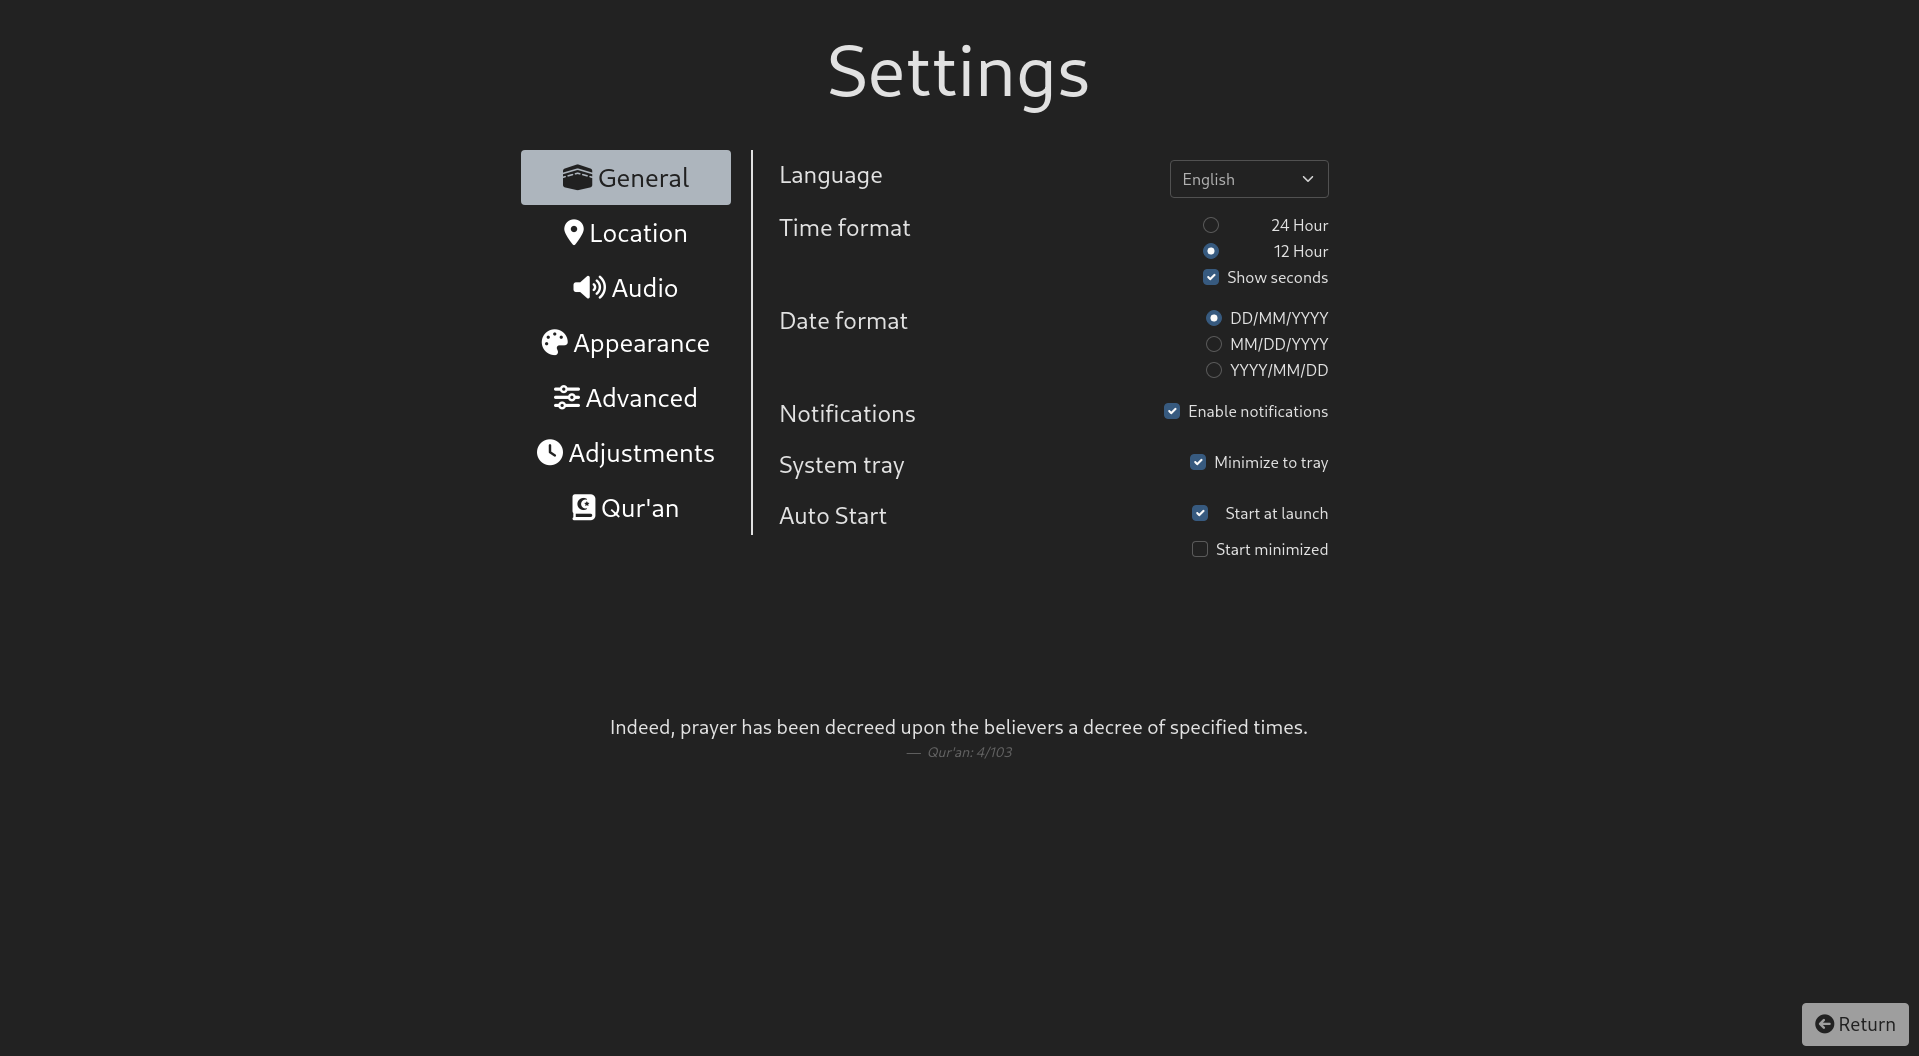 Settings
General
Location
Audio
Appearance
Advanced
Adjustments
Qur'an
Language
English
Time format
24 Hour
12 Hour
Show seconds
Date format
DD/MM/YYYY
MM/DD/YYYY
YYYY/MM/DD
Notifications
Enable notifications
System tray
Minimize to tray
Auto Start
Start at launch
Start minimized
Indeed, prayer has been decreed upon the believers a decree of specified times.
— Qur'an: 4/103
Return